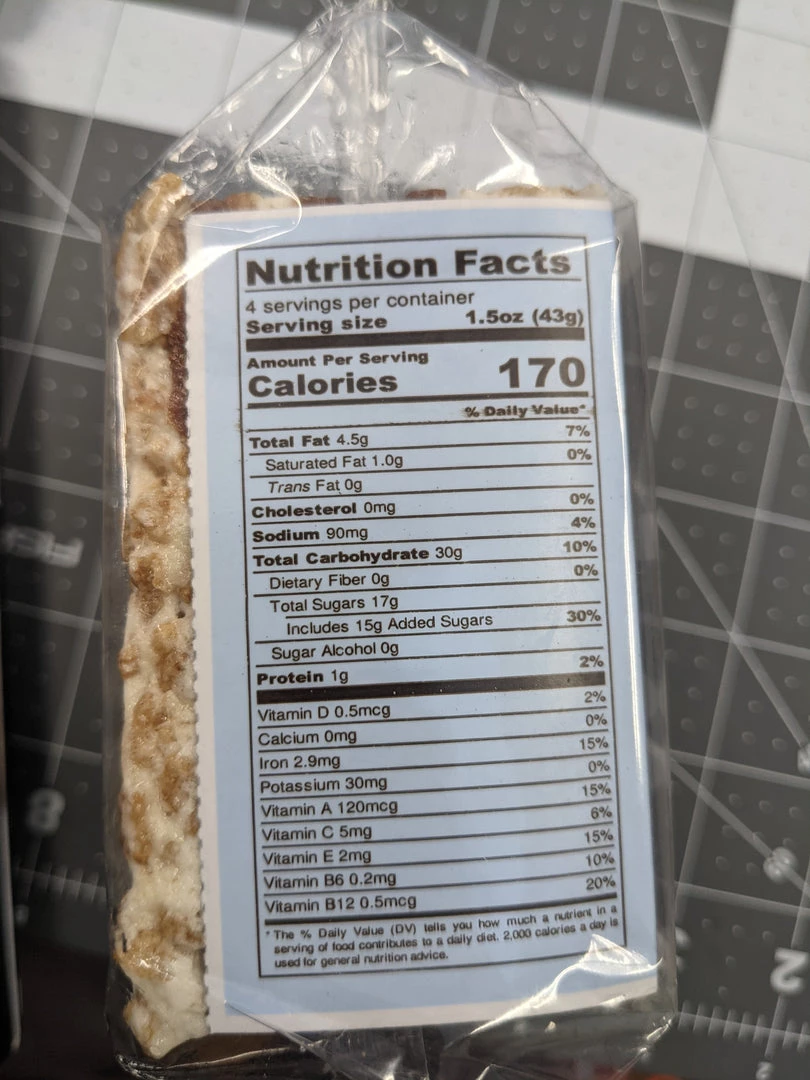 Nutrition Facts
4 servings per container
Serving size 1.5oz (43g)
Amount Per Serving
Calories 170
% Daily Value*
Total Fat 4.5g 7%
Saturated Fat 1.0g 0%
Trans Fat 0g
Cholesterol 0mg 0%
Sodium 90mg 4%
Total Carbohydrate 30g 10%
Dietary Fiber 0g 0%
Total Sugars 17g
Includes 15g Added Sugars 30%
Sugar Alcohol 0g
Protein 1g 2%
Vitamin D 0.5mcg 2%
Calcium 0mg 0%
Iron 2.9mg 15%
Potassium 30mg 0%
Vitamin A 120mcg 15%
Vitamin C 5mg 6%
Vitamin E 2mg 15%
Vitamin B6 0.2mg 10%
Vitamin B12 0.5mcg 20%
* The % Daily Value (DV) tells you how much a nutrient in a
serving of food contributes to a daily diet. 2,000 calories a day is
used for general nutrition advice.
8
2
2